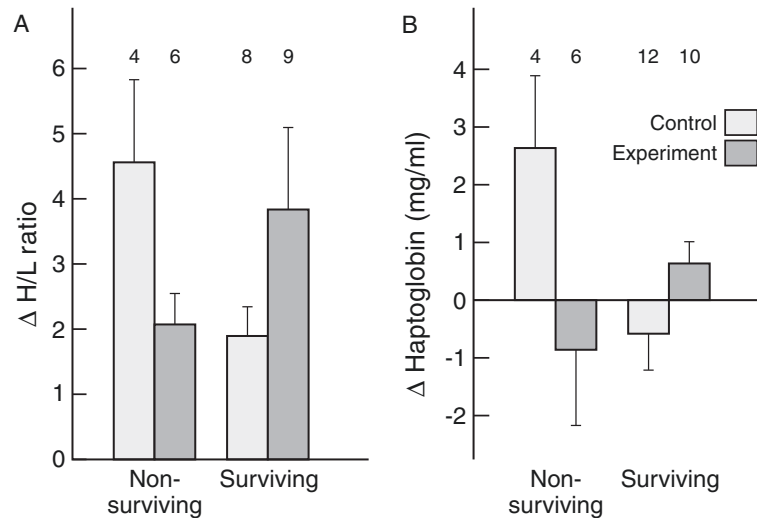 A
4 6 8 9
6
5
4
3
2
1
0
Δ H/L ratio
Non-
surviving
Surviving
B
4 6 12 10
4
3
2
1
0
-1
-2
Δ Haptoglobin (mg/ml)
Control
Experiment
Non-
surviving
Surviving